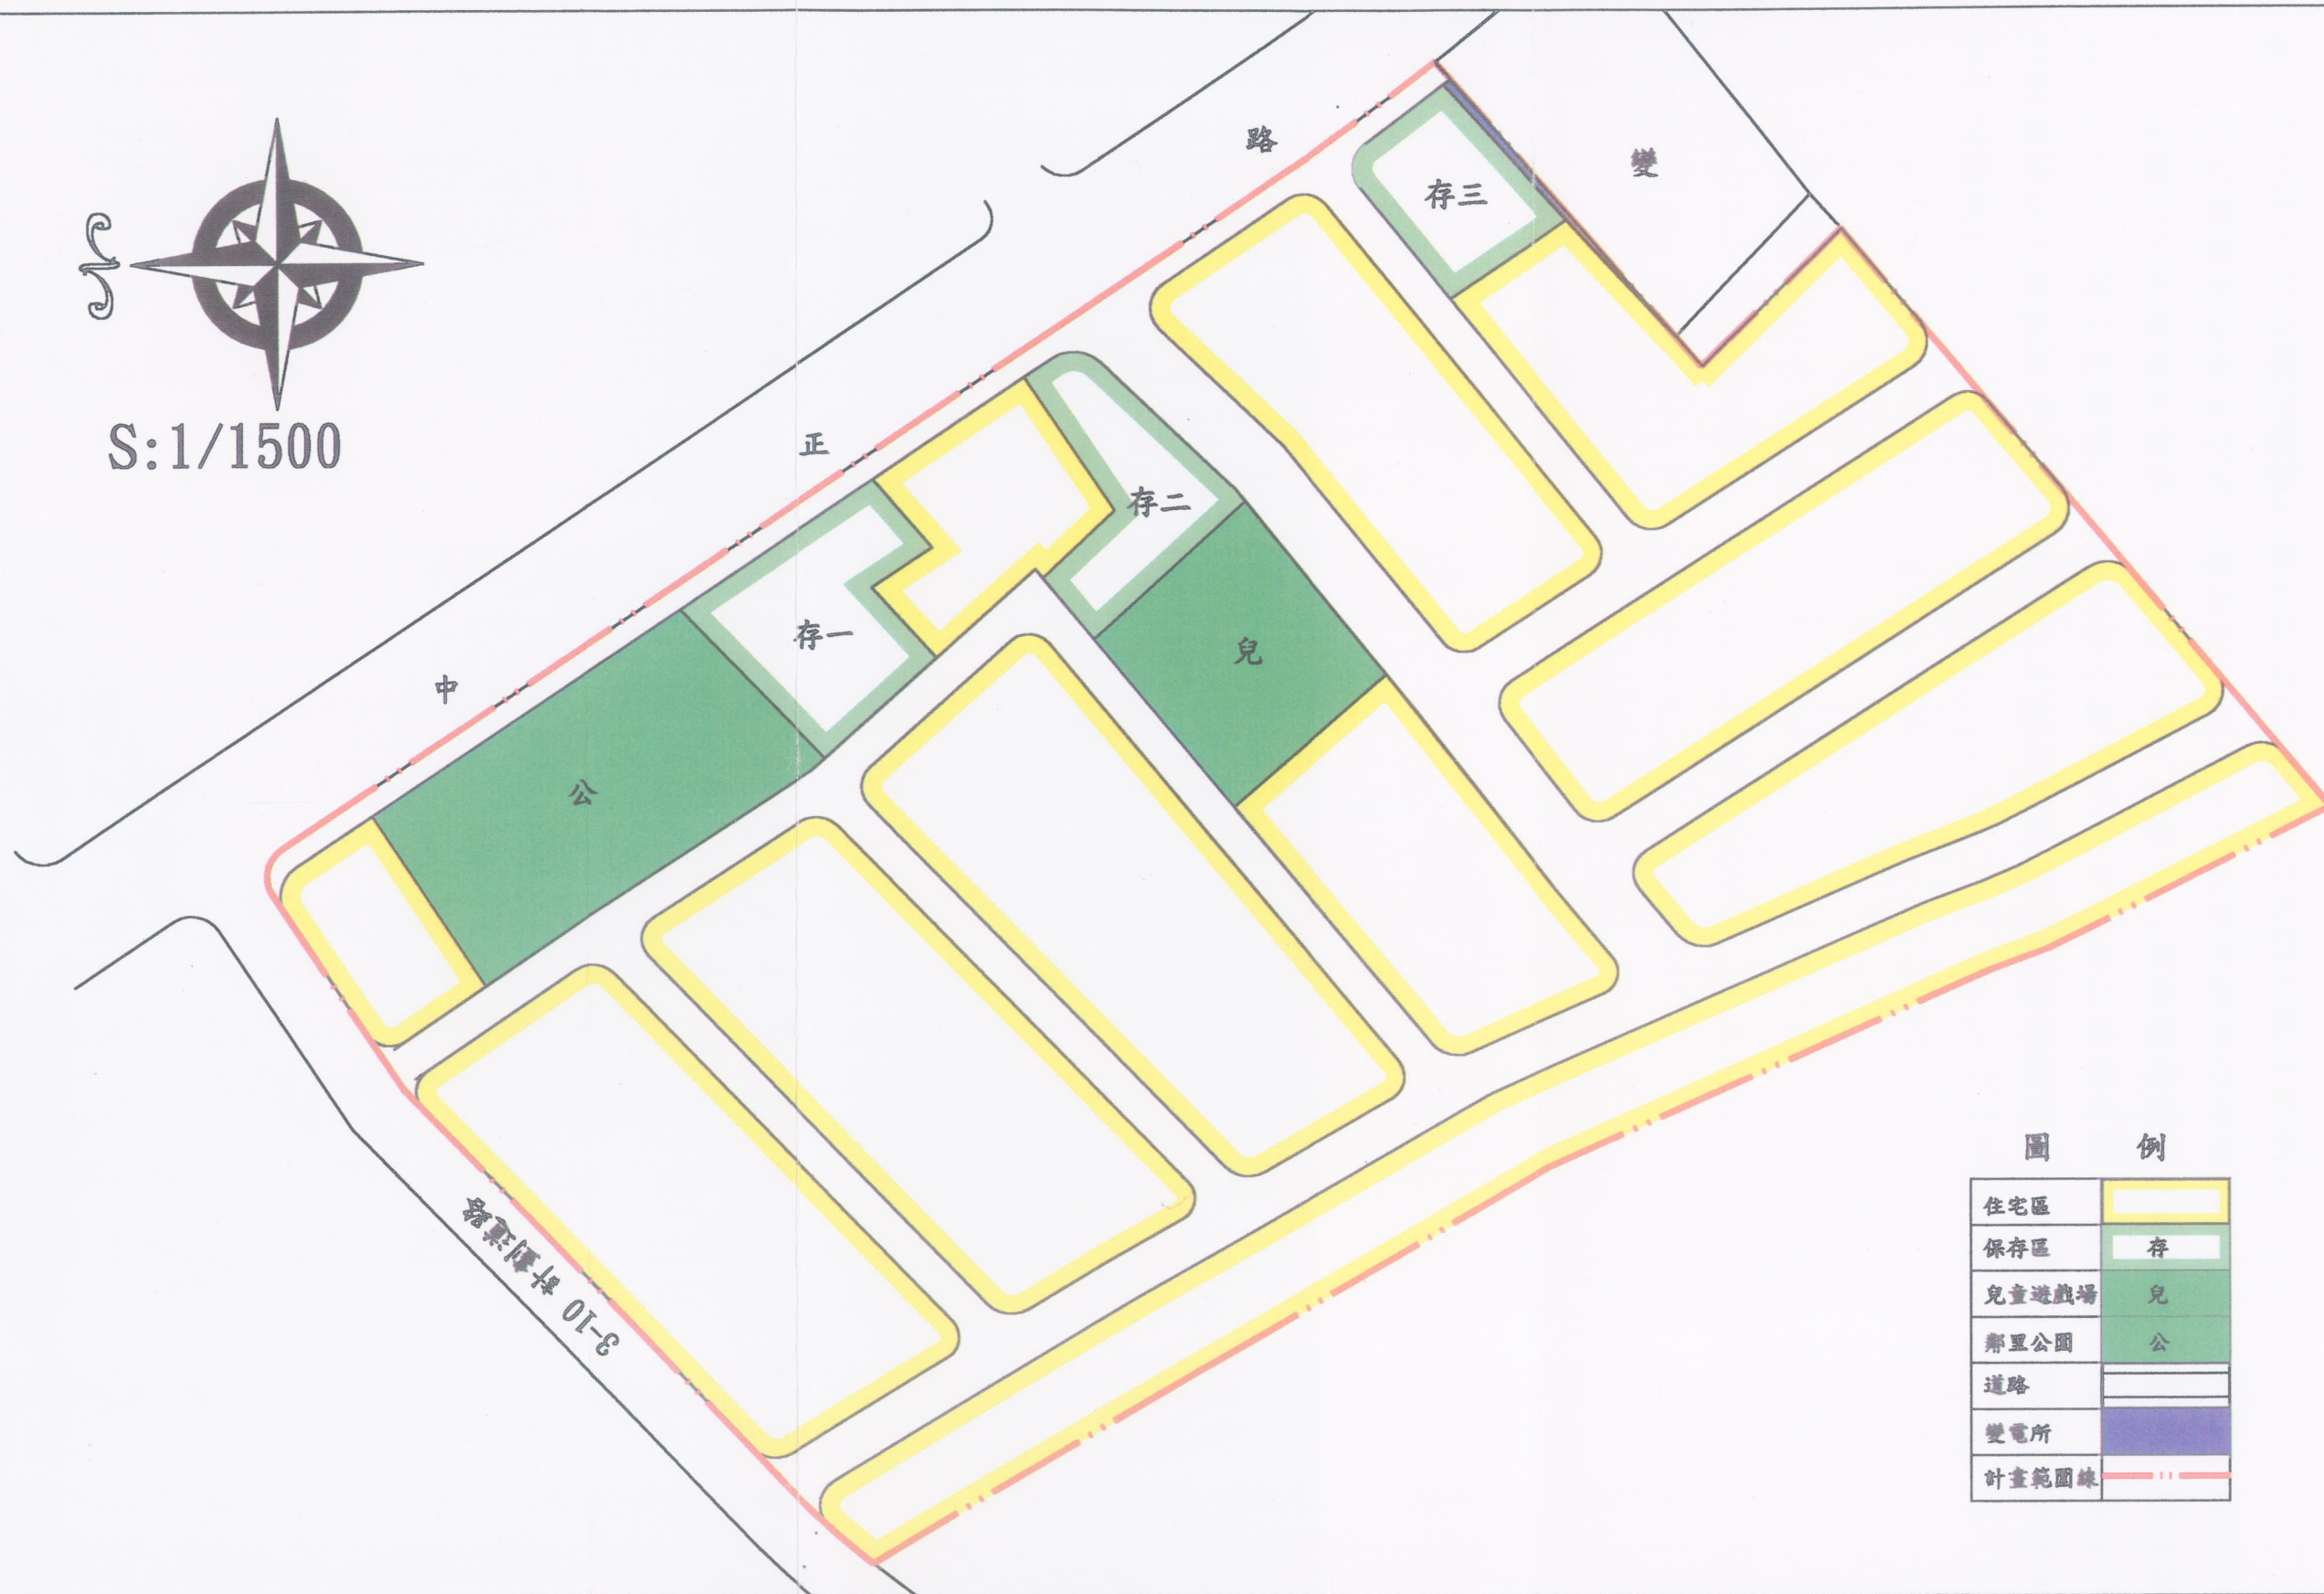 路
變
存三
S:1/1500
正
存二
存一
兒
中
公
3-10 計劃道路
圖 例
住宅區
保存區 存
兒童遊戲場 兒
鄰里公園 公
道路
變電所
計畫範圍線